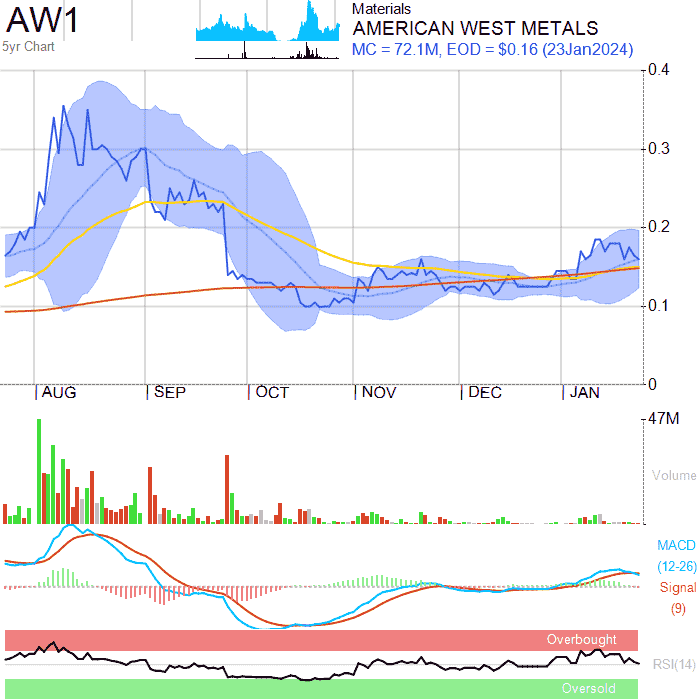 AW1
5yr Chart
Materials
AMERICAN WEST METALS
MC = 72.1M, EOD = $0.16 (23Jan2024)
0.4
0.3
0.2
0.1
0
AUG SEP OCT NOV DEC JAN
47M
Volume
MACD
(12-26)
Signal
(9)
Overbought
RSI(14)
Oversold